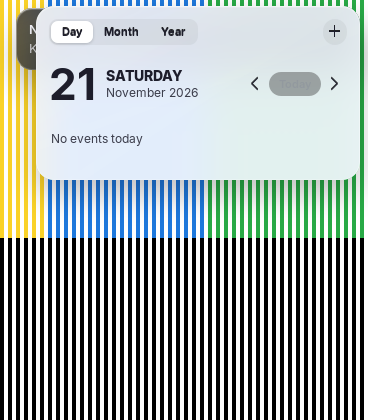 Day Month Year +
21 SATURDAY
November 2026
Today
No events today